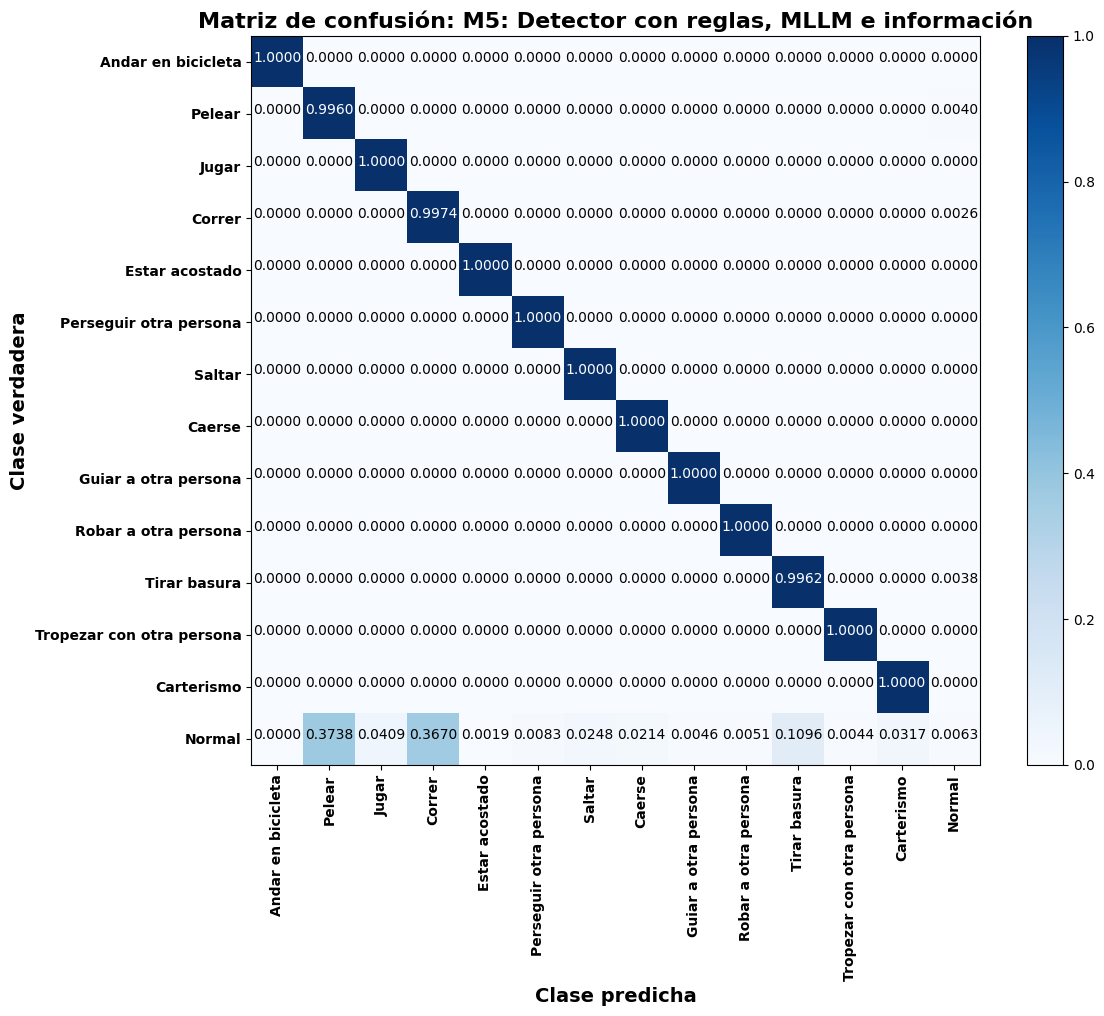 Matriz de confusión: M5: Detector con reglas, MLLM e información
Clase verdadera
Andar en bicicleta 1.0000 0.0000 0.0000 0.0000 0.0000 0.0000 0.0000 0.0000 0.0000 0.0000 0.0000 0.0000 0.0000 0.0000
Pelear 0.0000 0.9960 0.0000 0.0000 0.0000 0.0000 0.0000 0.0000 0.0000 0.0000 0.0000 0.0000 0.0000 0.0040
Jugar 0.0000 0.0000 1.0000 0.0000 0.0000 0.0000 0.0000 0.0000 0.0000 0.0000 0.0000 0.0000 0.0000 0.0000
Correr 0.0000 0.0000 0.0000 0.9974 0.0000 0.0000 0.0000 0.0000 0.0000 0.0000 0.0000 0.0000 0.0000 0.0026
Estar acostado 0.0000 0.0000 0.0000 0.0000 1.0000 0.0000 0.0000 0.0000 0.0000 0.0000 0.0000 0.0000 0.0000 0.0000
Perseguir otra persona 0.0000 0.0000 0.0000 0.0000 0.0000 1.0000 0.0000 0.0000 0.0000 0.0000 0.0000 0.0000 0.0000 0.0000
Saltar 0.0000 0.0000 0.0000 0.0000 0.0000 0.0000 1.0000 0.0000 0.0000 0.0000 0.0000 0.0000 0.0000 0.0000
Caerse 0.0000 0.0000 0.0000 0.0000 0.0000 0.0000 0.0000 1.0000 0.0000 0.0000 0.0000 0.0000 0.0000 0.0000
Guiar a otra persona 0.0000 0.0000 0.0000 0.0000 0.0000 0.0000 0.0000 0.0000 1.0000 0.0000 0.0000 0.0000 0.0000 0.0000
Robar a otra persona 0.0000 0.0000 0.0000 0.0000 0.0000 0.0000 0.0000 0.0000 0.0000 1.0000 0.0000 0.0000 0.0000 0.0000
Tirar basura 0.0000 0.0000 0.0000 0.0000 0.0000 0.0000 0.0000 0.0000 0.0000 0.0000 0.9962 0.0000 0.0000 0.0038
Tropezar con otra persona 0.0000 0.0000 0.0000 0.0000 0.0000 0.0000 0.0000 0.0000 0.0000 0.0000 0.0000 1.0000 0.0000 0.0000
Carterismo 0.0000 0.0000 0.0000 0.0000 0.0000 0.0000 0.0000 0.0000 0.0000 0.0000 0.0000 0.0000 1.0000 0.0000
Normal 0.0000 0.3738 0.0409 0.3670 0.0019 0.0083 0.0248 0.0214 0.0046 0.0051 0.1096 0.0044 0.0317 0.0063
Andar en bicicleta
Pelear
Jugar
Correr
Estar acostado
Perseguir otra persona
Saltar
Caerse
Guiar a otra persona
Robar a otra persona
Tirar basura
Tropezar con otra persona
Carterismo
Normal
Clase predicha
1.0
0.8
0.6
0.4
0.2
0.0